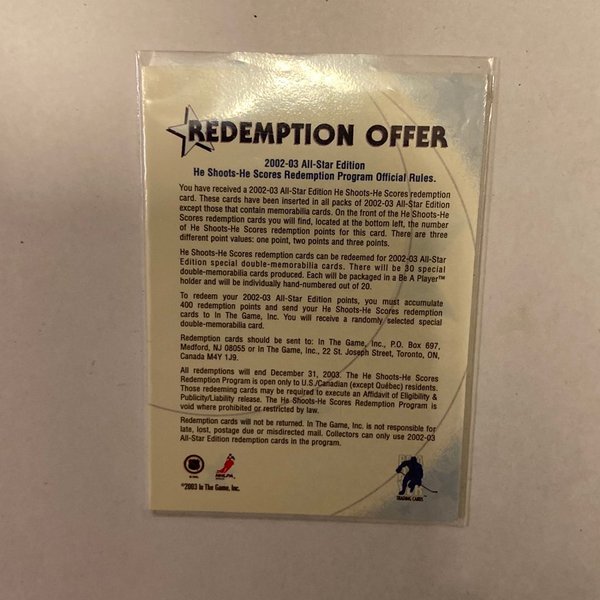 REDEMPTION OFFER
2002-03 All-Star Edition
He Shoots-He Scores Redemption Program Official Rules.
You have received a 2002-03 All-Star Edition He Shoots-He Scores redemption
card. These cards have been inserted in all packs of 2002-03 All-Star Edition
except those that contain memorabilia cards. On the front of the He Shoots-He
Scores redemption cards you will find, located at the bottom left, the number
of He Shoots-He Scores redemption points for this card. There are three
different point values: one point, two points and three points.
He Shoots-He Scores redemption cards can be redeemed for 2002-03 All-Star
Edition special double-memorabilia cards. There will be 30 special
double-memorabilia cards produced. Each will be packaged in a Be A Player™
holder and will be individually hand-numbered out of 20.
To redeem your 2002-03 All-Star Edition points, you must accumulate
400 redemption points and send your He Shoots-He Scores redemption
cards to In The Game, Inc. You will receive a randomly selected special
double-memorabilia card.
Redemption cards should be sent to: In The Game, Inc., P.O. Box 697,
Medford, NJ 08055 or In The Game, Inc., 22 St. Joseph Street, Toronto, ON,
Canada M4Y 1J9.
All redemptions will end December 31, 2003. The He Shoots-He Scores
Redemption Program is open only to U.S./Canadian (except Québec) residents.
Those redeeming cards may be required to execute an Affidavit of Eligibility &
Publicity/Liability release. The He Shoots-He Scores Redemption Program is
void where prohibited or restricted by law.
Redemption cards will not be returned. In The Game, Inc. is not responsible for
late, lost, postage due or misdirected mail. Collectors can only use 2002-03
All-Star Edition redemption cards in the program.
NHLPA
©2003 In The Game, Inc.
TRADING CARDS